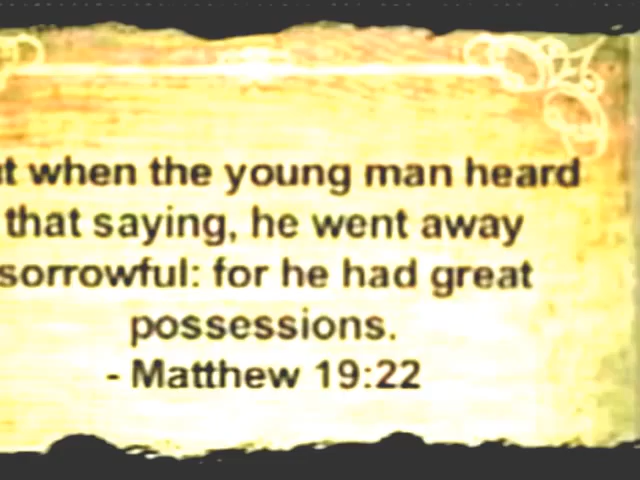 t when the young man heard
that saying, he went away
sorrowful: for he had great
possessions.
- Matthew 19:22